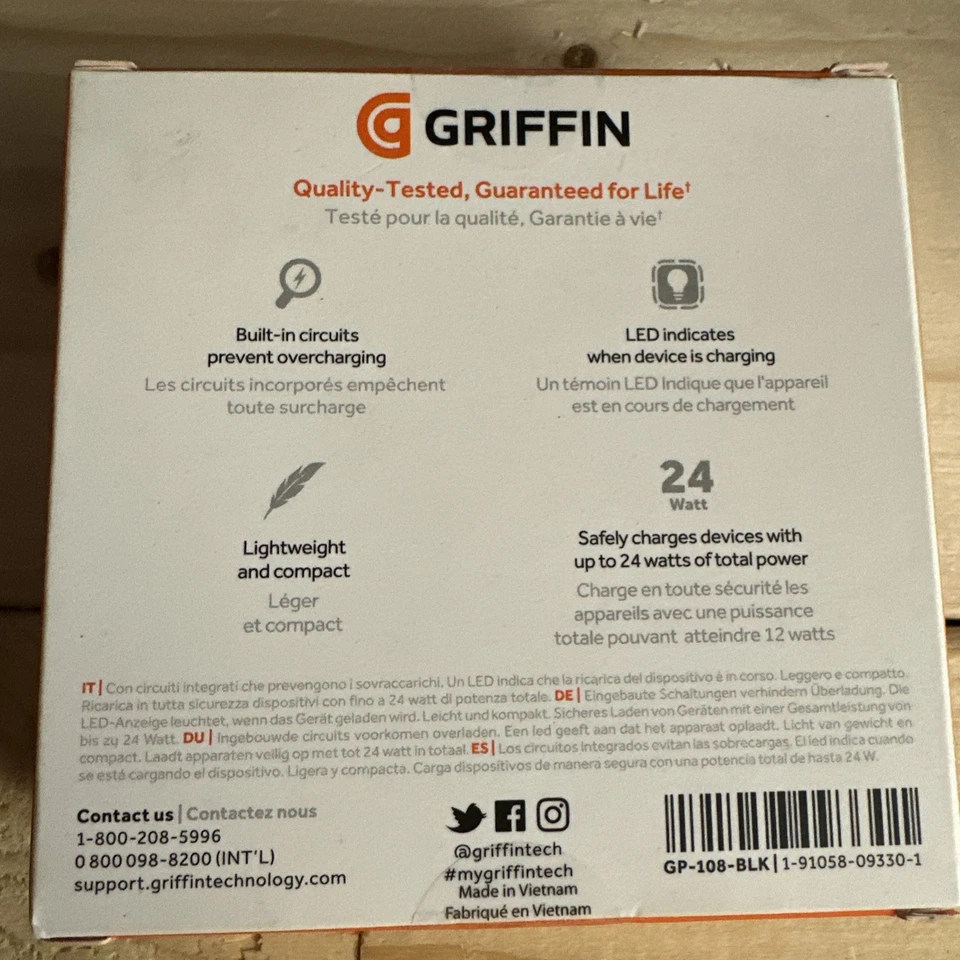 GRIFFIN
Quality-Tested, Guaranteed for Life†
Testé pour la qualité, Garantie à vie†
Built-in circuits
prevent overcharging
Les circuits incorporés empêchent
toute surcharge
LED indicates
when device is charging
Un témoin LED Indique que l'appareil
est en cours de chargement
Lightweight
and compact
Léger
et compact
24
Watt
Safely charges devices with
up to 24 watts of total power
Charge en toute sécurité les
appareils avec une puissance
totale pouvant atteindre 12 watts
IT | Con circuiti integrati che prevengono i sovraccarichi. Un LED indica che la ricarica del dispositivo è in corso. Leggero e compatto.
Ricarica in tutta sicurezza dispositivi con fino a 24 watt di potenza totale. DE | Eingebaute Schaltungen verhindern Überladung. Die
LED-Anzeige leuchtet, wenn das Gerät geladen wird. Leicht und kompakt. Sicheres Laden von Geräten mit einer Gesamtleistung von
bis zu 24 Watt. DU | Ingebouwde circuits voorkomen overladen. Een led geeft aan dat het apparaat oplaadt. Licht van gewicht en
compact. Laadt apparaten veilig op met tot 24 watt in totaal. ES | Los circuitos integrados evitan las sobrecargas. El led indica cuando
se está cargando el dispositivo. Ligera y compacta. Carga dispositivos de manera segura con una potencia total de hasta 24 W.
Contact us | Contactez nous
1-800-208-5996
0 800 098-8200 (INT'L)
support.griffintechnology.com
@griffintech
#mygriffintech
Made in Vietnam
Fabriqué en Vietnam
GP-108-BLK | 1-91058-09330-1